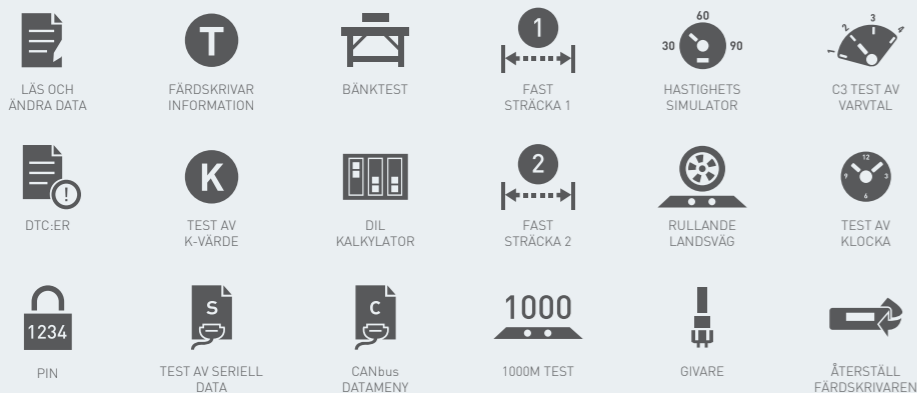 LÄS OCH
ÄNDRA DATA
T
FÄRDSKRIVAR
INFORMATION
BÄNKTEST
1
FAST
STRÄCKA 1
60
30
90
HASTIGHETS
SIMULATOR
1 2 3 4
C3 TEST AV
VARVTAL
!
DTC:ER
K
TEST AV
K-VÄRDE
DIL
KALKYLATOR
2
FAST
STRÄCKA 2
RULLANDE
LANDSVÄG
12
9
3
6
TEST AV
KLOCKA
1234
PIN
S
TEST AV SERIELL
DATA
C
CANbus
DATAMENY
1000
1000M TEST
GIVARE
ÅTERSTÄLL
FÄRDSKRIVAREN